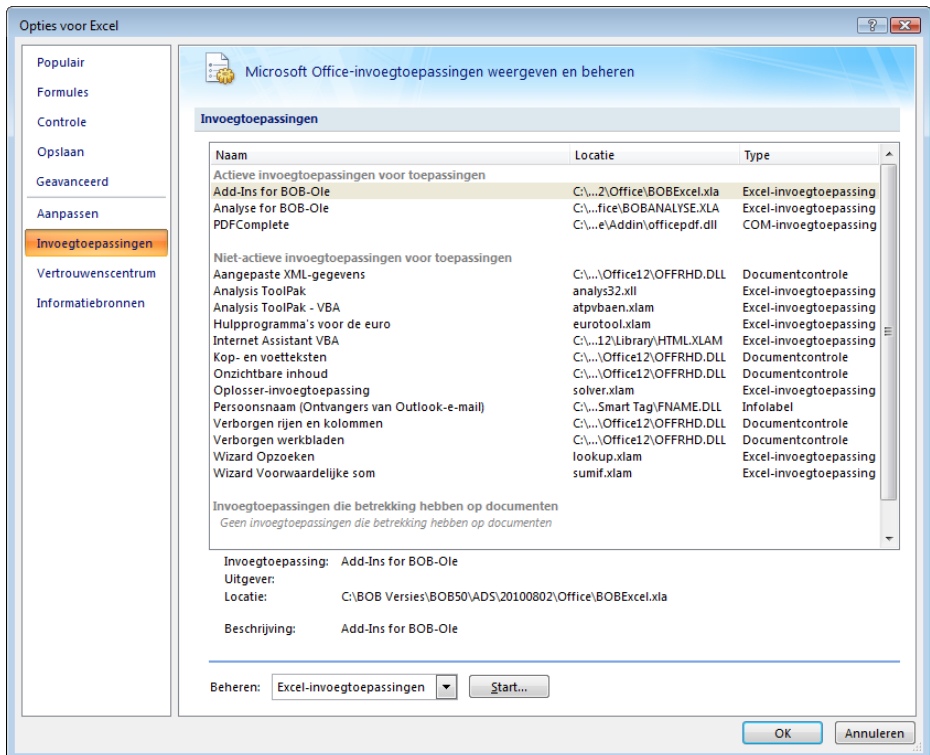 Opties voor Excel
Populair
Formules
Controle
Opslaan
Geavanceerd
Aanpassen
Invoegtoepassingen
Vertrouwenscentrum
Informatiebronnen
Microsoft Office-invoegtoepassingen weergeven en beheren
Invoegtoepassingen
Naam Locatie Type
Actieve invoegtoepassingen voor toepassingen
Add-Ins for BOB-Ole C:\...2\Office\BOBExcel.xla Excel-invoegtoepassing
Analyse for BOB-Ole C:\...fice\BOBANALYSE.XLA Excel-invoegtoepassing
PDFComplete C:\...e\Addin\officepdf.dll COM-invoegtoepassing
Niet-actieve invoegtoepassingen voor toepassingen
Aangepaste XML-gegevens C:\...\Office12\OFFRHD.DLL Documentcontrole
Analysis ToolPak analys32.xll Excel-invoegtoepassing
Analysis ToolPak - VBA atpvbaen.xlam Excel-invoegtoepassing
Hulpprogramma's voor de euro eurotool.xlam Excel-invoegtoepassing
Internet Assistant VBA C:\...12\Library\HTML.XLAM Excel-invoegtoepassing
Kop- en voetteksten C:\...\Office12\OFFRHD.DLL Documentcontrole
Onzichtbare inhoud C:\...\Office12\OFFRHD.DLL Documentcontrole
Oplosser-invoegtoepassing solver.xlam Excel-invoegtoepassing
Persoonsnaam (Ontvangers van Outlook-e-mail) C:\...Smart Tag\FNAME.DLL Infolabel
Verborgen rijen en kolommen C:\...\Office12\OFFRHD.DLL Documentcontrole
Verborgen werkbladen C:\...\Office12\OFFRHD.DLL Documentcontrole
Wizard Opzoeken lookup.xlam Excel-invoegtoepassing
Wizard Voorwaardelijke som sumif.xlam Excel-invoegtoepassing
Invoegtoepassingen die betrekking hebben op documenten
Geen invoegtoepassingen die betrekking hebben op documenten
Invoegtoepassing: Add-Ins for BOB-Ole
Uitgever:
Locatie: C:\BOB Versies\BOB50\ADS\20100802\Office\BOBExcel.xla
Beschrijving: Add-Ins for BOB-Ole
Beheren: Excel-invoegtoepassingen Start...
OK Annuleren